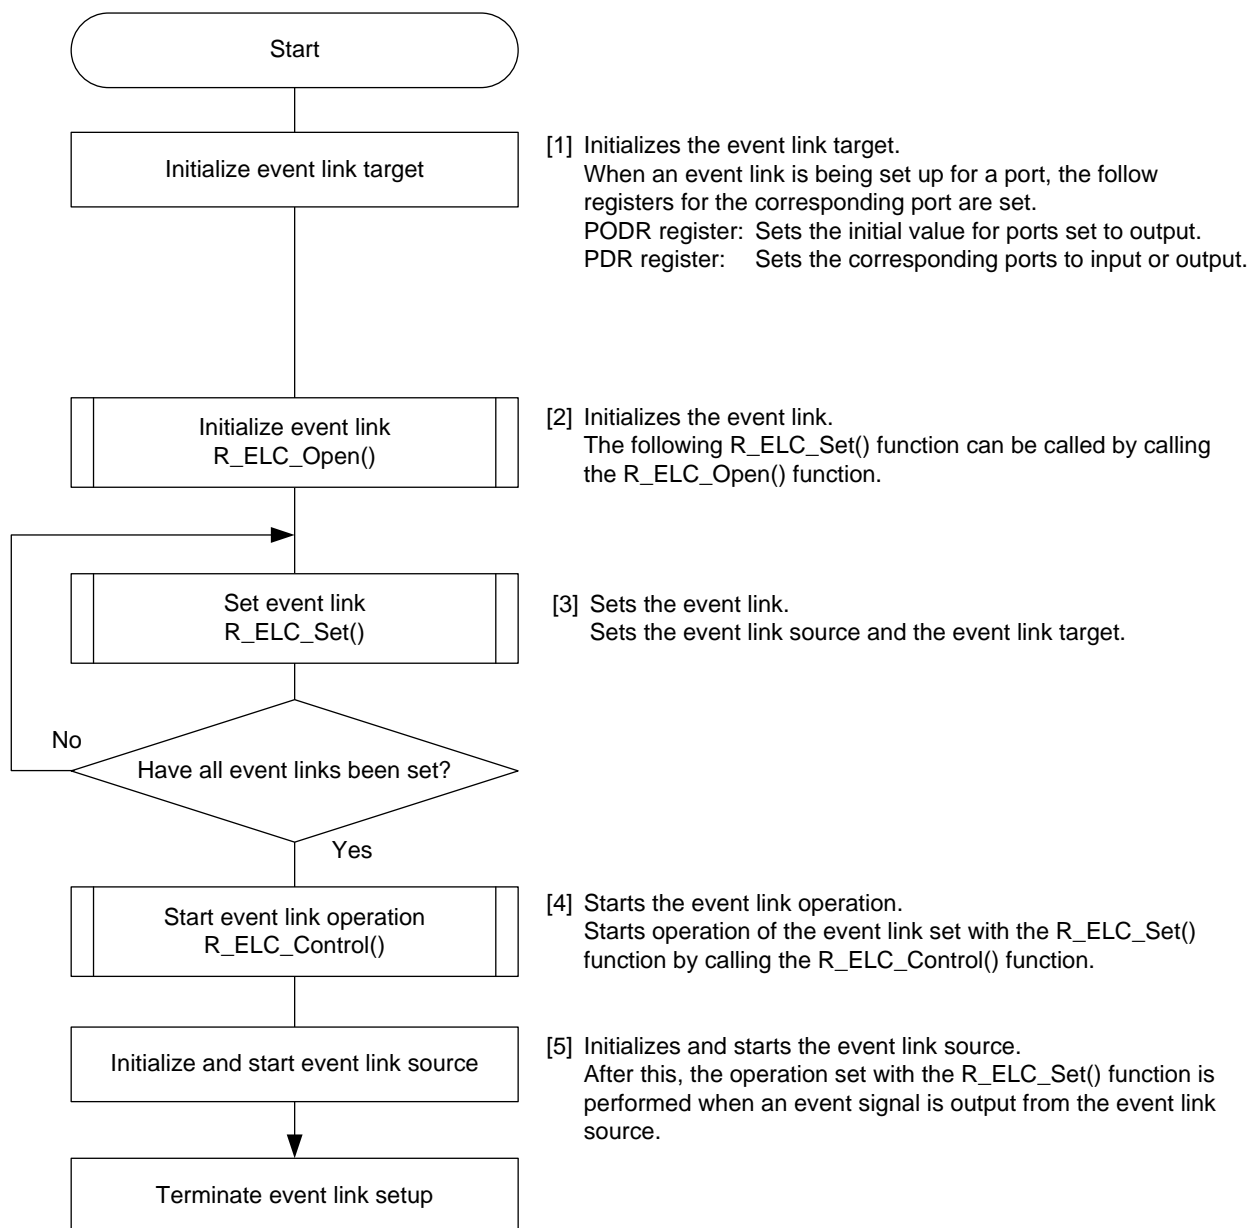 Start
Initialize event link target
[1] Initializes the event link target.
When an event link is being set up for a port, the follow
registers for the corresponding port are set.
PODR register: Sets the initial value for ports set to output.
PDR register: Sets the corresponding ports to input or output.
Initialize event link
R_ELC_Open()
[2] Initializes the event link.
The following R_ELC_Set() function can be called by calling
the R_ELC_Open() function.
Set event link
R_ELC_Set()
[3] Sets the event link.
Sets the event link source and the event link target.
No
Have all event links been set?
Yes
Start event link operation
R_ELC_Control()
[4] Starts the event link operation.
Starts operation of the event link set with the R_ELC_Set()
function by calling the R_ELC_Control() function.
Initialize and start event link source
[5] Initializes and starts the event link source.
After this, the operation set with the R_ELC_Set() function is
performed when an event signal is output from the event link
source.
Terminate event link setup